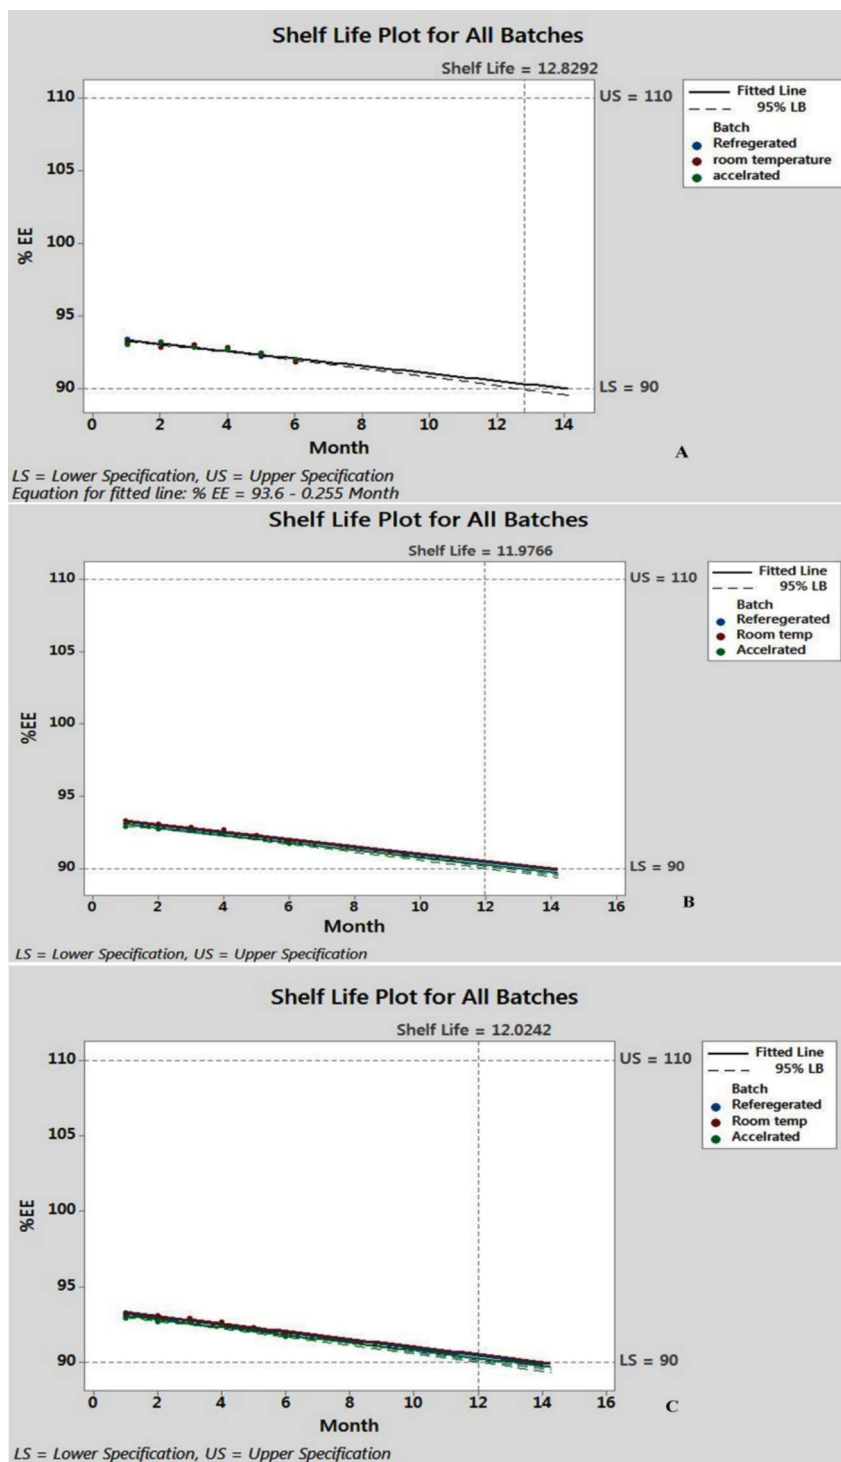 Shelf Life Plot for All Batches
Shelf Life = 12.8292
110
US = 110
Fitted Line
95% LB
Batch
Refregerated
room temperature
accelrated
105
100
% EE
95
90
LS = 90
0 2 4 6 8 10 12 14
Month
A
LS = Lower Specification, US = Upper Specification
Equation for fitted line: % EE = 93.6 - 0.255 Month
Shelf Life Plot for All Batches
Shelf Life = 11.9766
110
US = 110
Fitted Line
95% LB
Batch
Referegerated
Room temp
Accelrated
105
100
%EE
95
90
LS = 90
0 2 4 6 8 10 12 14 16
Month
B
LS = Lower Specification, US = Upper Specification
Shelf Life Plot for All Batches
Shelf Life = 12.0242
110
US = 110
Fitted Line
95% LB
Batch
Referegerated
Room temp
Accelrated
105
100
%EE
95
90
LS = 90
0 2 4 6 8 10 12 14 16
Month
C
LS = Lower Specification, US = Upper Specification